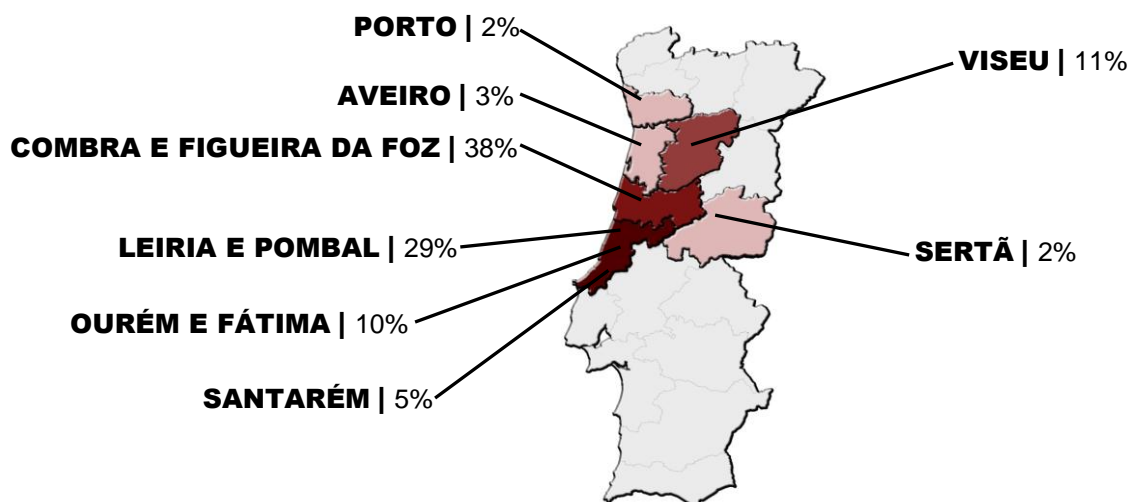 PORTO | 2%
VISEU | 11%
AVEIRO | 3%
COMBRA E FIGUEIRA DA FOZ | 38%
LEIRIA E POMBAL | 29%
SERTÃ | 2%
OURÉM E FÁTIMA | 10%
SANTARÉM | 5%